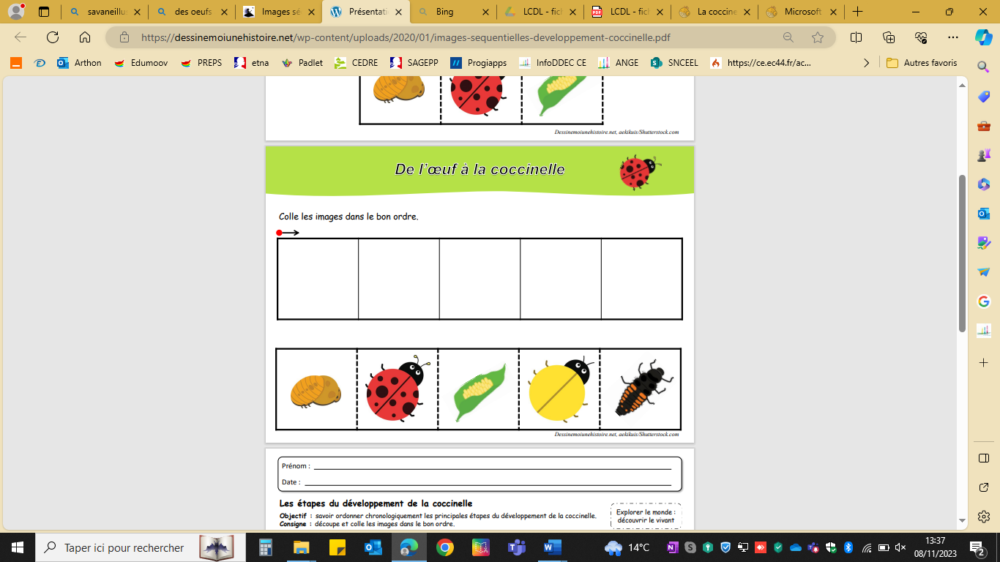 savaneillus
des oeufs
Images sé
Présentati
Bing
LCDL - fich
LCDL - fich
La coccine
Microsoft
https://dessinemoiunehistoire.net/wp-content/uploads/2020/01/images-sequentielles-developpement-coccinelle.pdf
Arthon
Edumoov
PREPS
etna
Padlet
CEDRE
SAGEPP
Progiapps
InfoDDEC CE
ANGE
SNCEEL
https://ce.ec44.fr/ac...
Autres favoris
Dessinemoiunehistoire.net, aekikuis/Shutterstock.com
De l'œuf à la coccinelle
Colle les images dans le bon ordre.
Dessinemoiunehistoire.net, aekikuis/Shutterstock.com
Prénom :
Date :
Les étapes du développement de la coccinelle
Objectif : savoir ordonner chronologiquement les principales étapes du développement de la coccinelle.
Consigne : découpe et colle les images dans le bon ordre.
Explorer le monde :
découvrir le vivant
Taper ici pour rechercher
14°C
13:37
08/11/2023
2